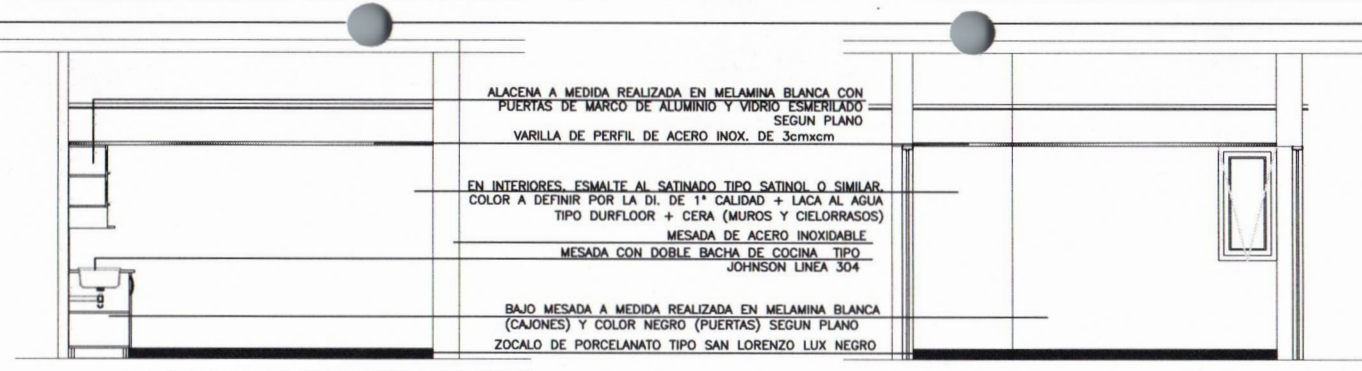 ALACENA A MEDIDA REALIZADA EN MELAMINA BLANCA CON
PUERTAS DE MARCO DE ALUMINIO Y VIDRIO ESMERILADO
SEGUN PLANO
VARILLA DE PERFIL DE ACERO INOX. DE 3cmxcm
EN INTERIORES, ESMALTE AL SATINADO TIPO SATINOL O SIMILAR,
COLOR A DEFINIR POR LA DI. DE 1° CALIDAD + LACA AL AGUA
TIPO DURFLOOR + CERA (MUROS Y CIELORRASOS)
MESADA DE ACERO INOXIDABLE
MESADA CON DOBLE BACHA DE COCINA TIPO
JOHNSON LINEA 304
BAJO MESADA A MEDIDA REALIZADA EN MELAMINA BLANCA
(CAJONES) Y COLOR NEGRO (PUERTAS) SEGUN PLANO
ZOCALO DE PORCELANATO TIPO SAN LORENZO LUX NEGRO